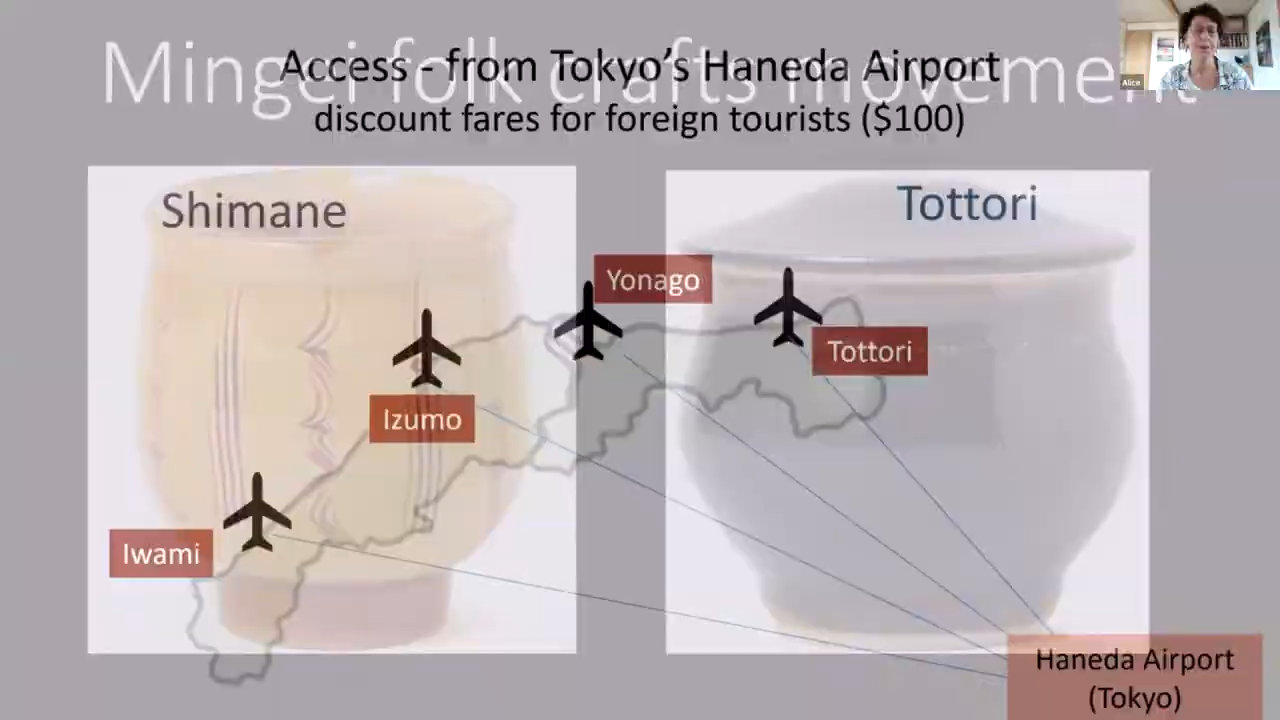 Mingei folk crafts movement
Access - from Tokyo's Haneda Airport
discount fares for foreign tourists ($100)
Alice
Shimane
Tottori
Yonago
Tottori
Izumo
Iwami
Haneda Airport
(Tokyo)